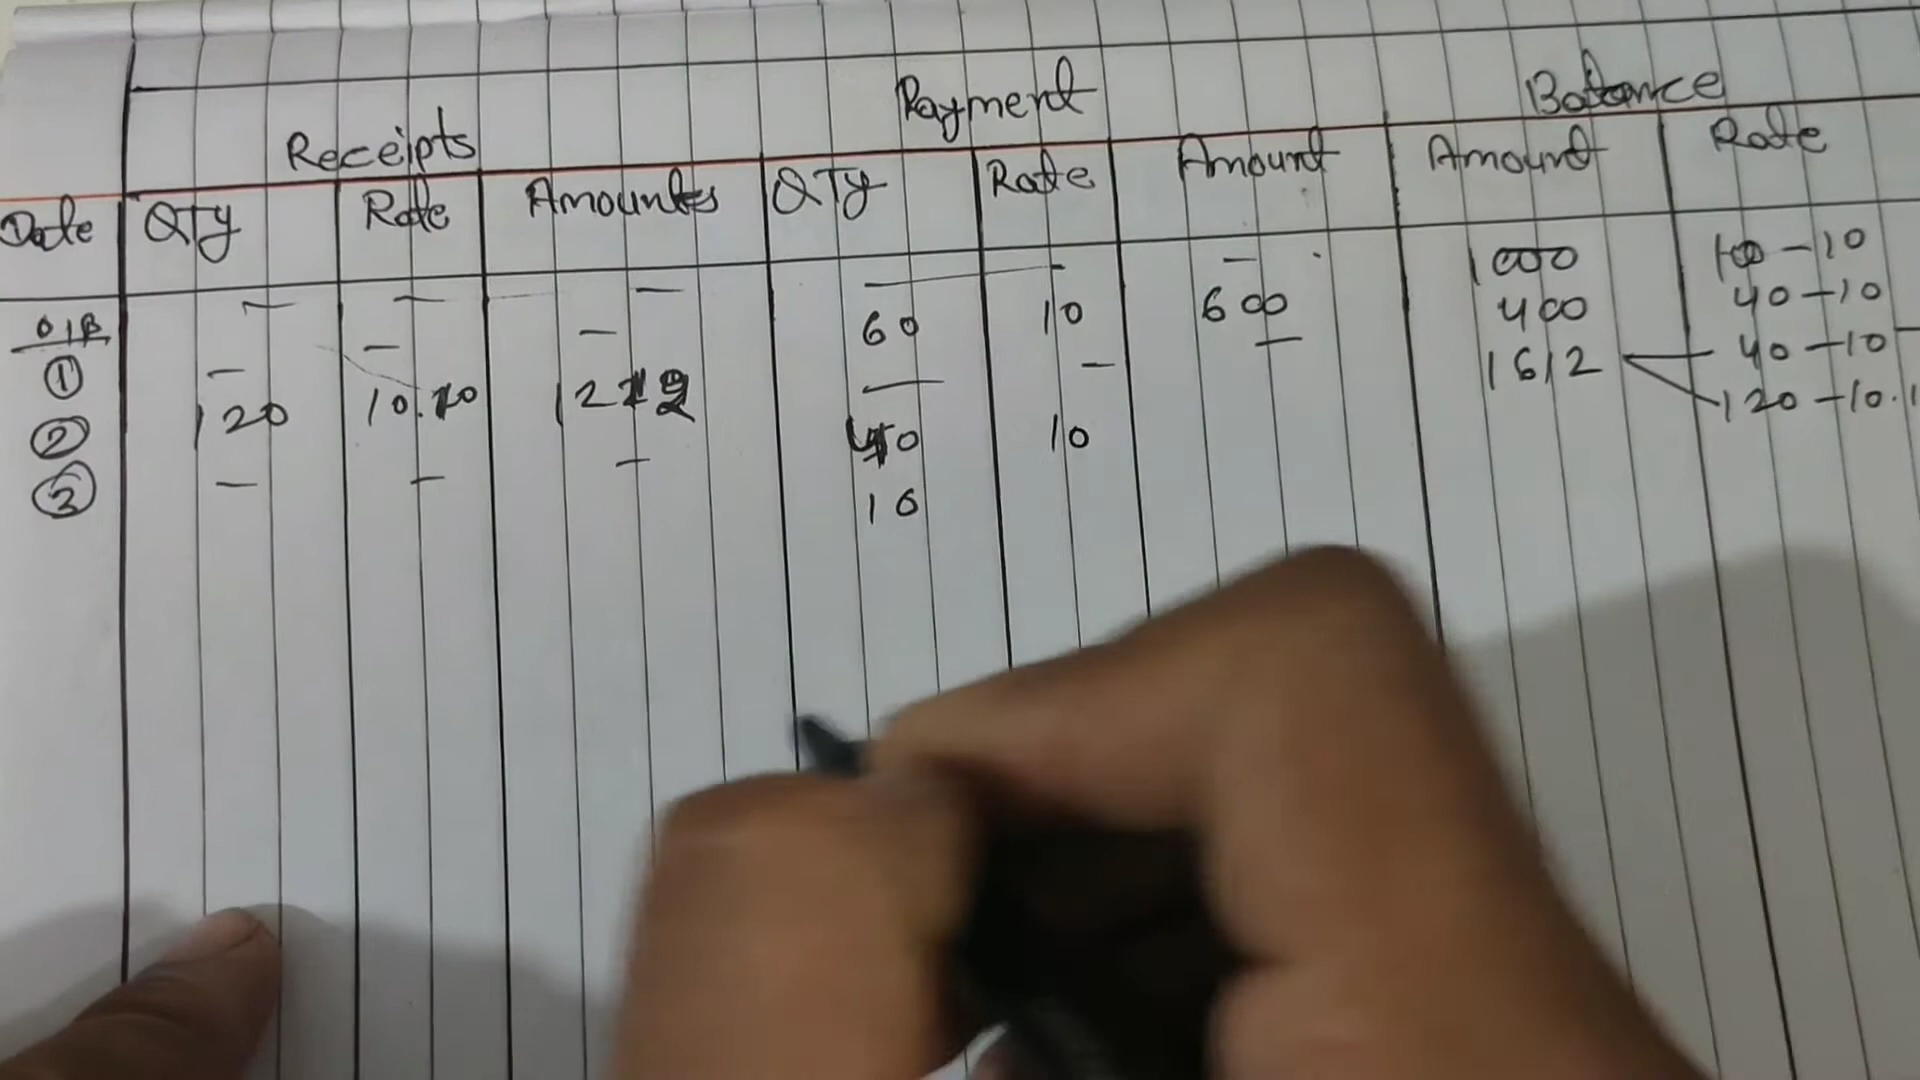 Receipts Payment Balance
Date QTY Rate Amounts QTY Rate Amount Amount Rate
O/B — — — — - — 1000 100 - 10
① — — — 60 10 600 400 40 - 10
② 120 10.10 1212 — — — 1612 40 - 10
120 - 10.1
③ — — — 40 10
10